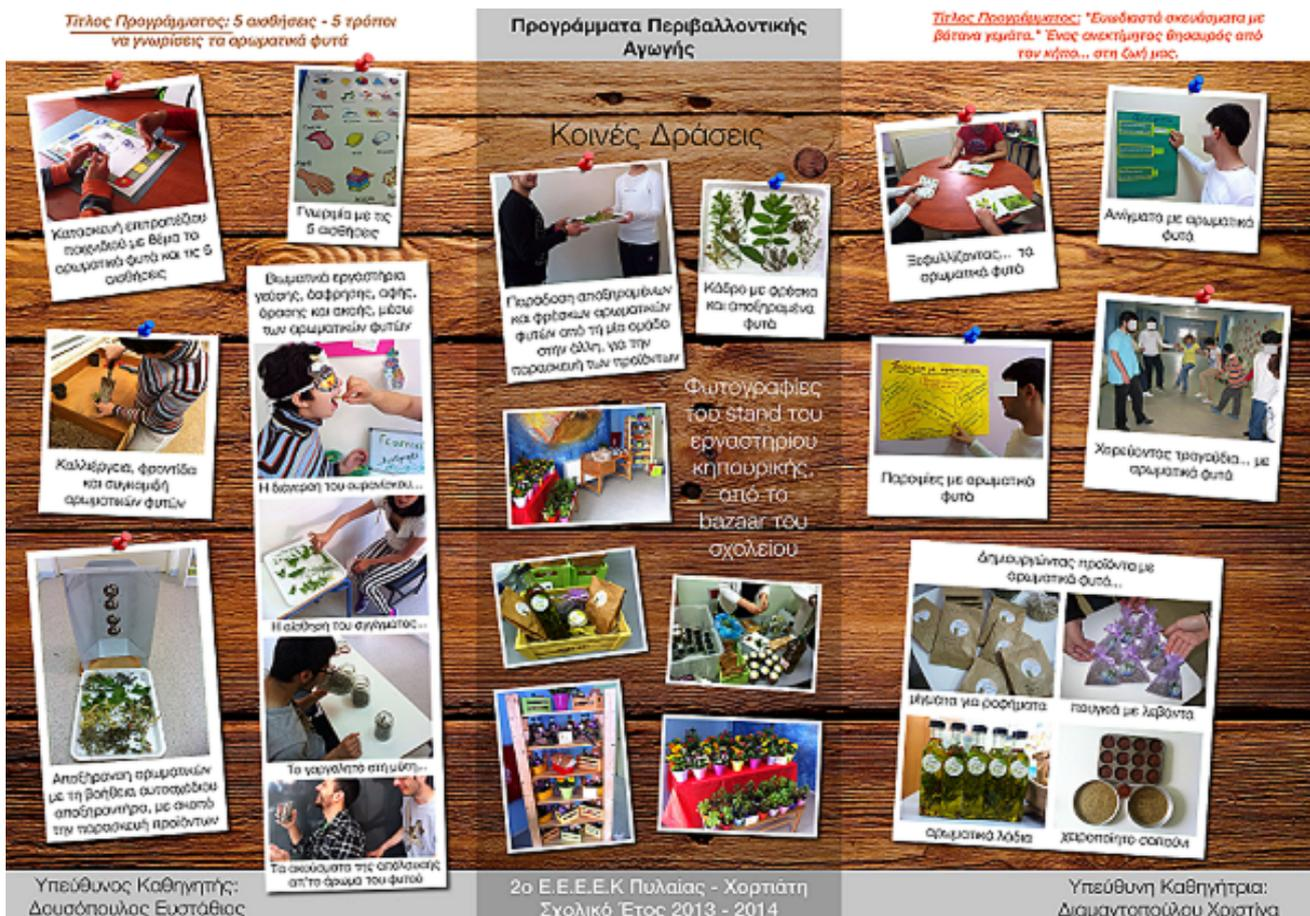 Τίτλος Προγράμματος: 5 αισθήσεις - 5 τρόποι
να γνωρίσεις τα αρωματικά φυτά
Κατασκευή επιτραπέζιου
παιχνιδιού με θέμα τα
αρωματικά φυτά και τις 5
αισθήσεις
Γνωριμία με τις
5 αισθήσεις
Καλλιέργεια, φροντίδα
και συγκομιδή
αρωματικών φυτών
Βιωματικά εργαστήρια
γεύσης, όσφρησης, αφής,
όρασης και ακοής, μέσω
των αρωματικών φυτών
Η διέγερση του ουρανίσκου...
Η αίσθηση του αγγίγματος...
Το γαργαλητό στη μύτη...
Τα ακούσματα της απόλαυσης
απ'το άρωμα του φυτού
Αποξήρανση αρωματικών
με τη βοήθεια αυτοσχέδιου
αποξηραντήρα, με σκοπό
την παρασκευή προϊόντων
Υπεύθυνος Καθηγητής:
Δουσόπουλος Ευστάθιος
Προγράμματα Περιβαλλοντικής
Αγωγής
Κοινές Δράσεις
Παράδοση αποξηραμένων
και φρέσκων αρωματικών
φυτών από τη μία ομάδα
στην άλλη, για την
παρασκευή των προϊόντων
Κάδρο με φρέσκα
και αποξηραμένα
φυτά
Φωτογραφίες
του stand του
εργαστηρίου
κηπουρικής,
από το
bazaar του
σχολείου
2ο Ε.Ε.Ε.Ε.Κ Πυλαίας - Χορτιάτη
Σχολικό Έτος 2013 - 2014
Τίτλος Προγράμματος: "Ευωδιαστά σκευάσματα με
βότανα γεμάτα." Ένας ανεκτίμητος θησαυρός από
τον κήπο... στη ζωή μας.
Ξεφυλλίζοντας... τα
αρωματικά φυτά
Αινίγματα με αρωματικά
φυτά
Παροιμίες με αρωματικά
φυτά
Χορεύοντας τραγούδια... με
αρωματικά φυτά
Δημιουργώντας προϊόντα με
αρωματικά φυτά...
μίγματα για ροφήματα
πουγκιά με λεβάντα
αρωματικά λάδια
χειροποίητο σαπούνι
Υπεύθυνη Καθηγήτρια:
Διαμαντοπούλου Χριστίνα